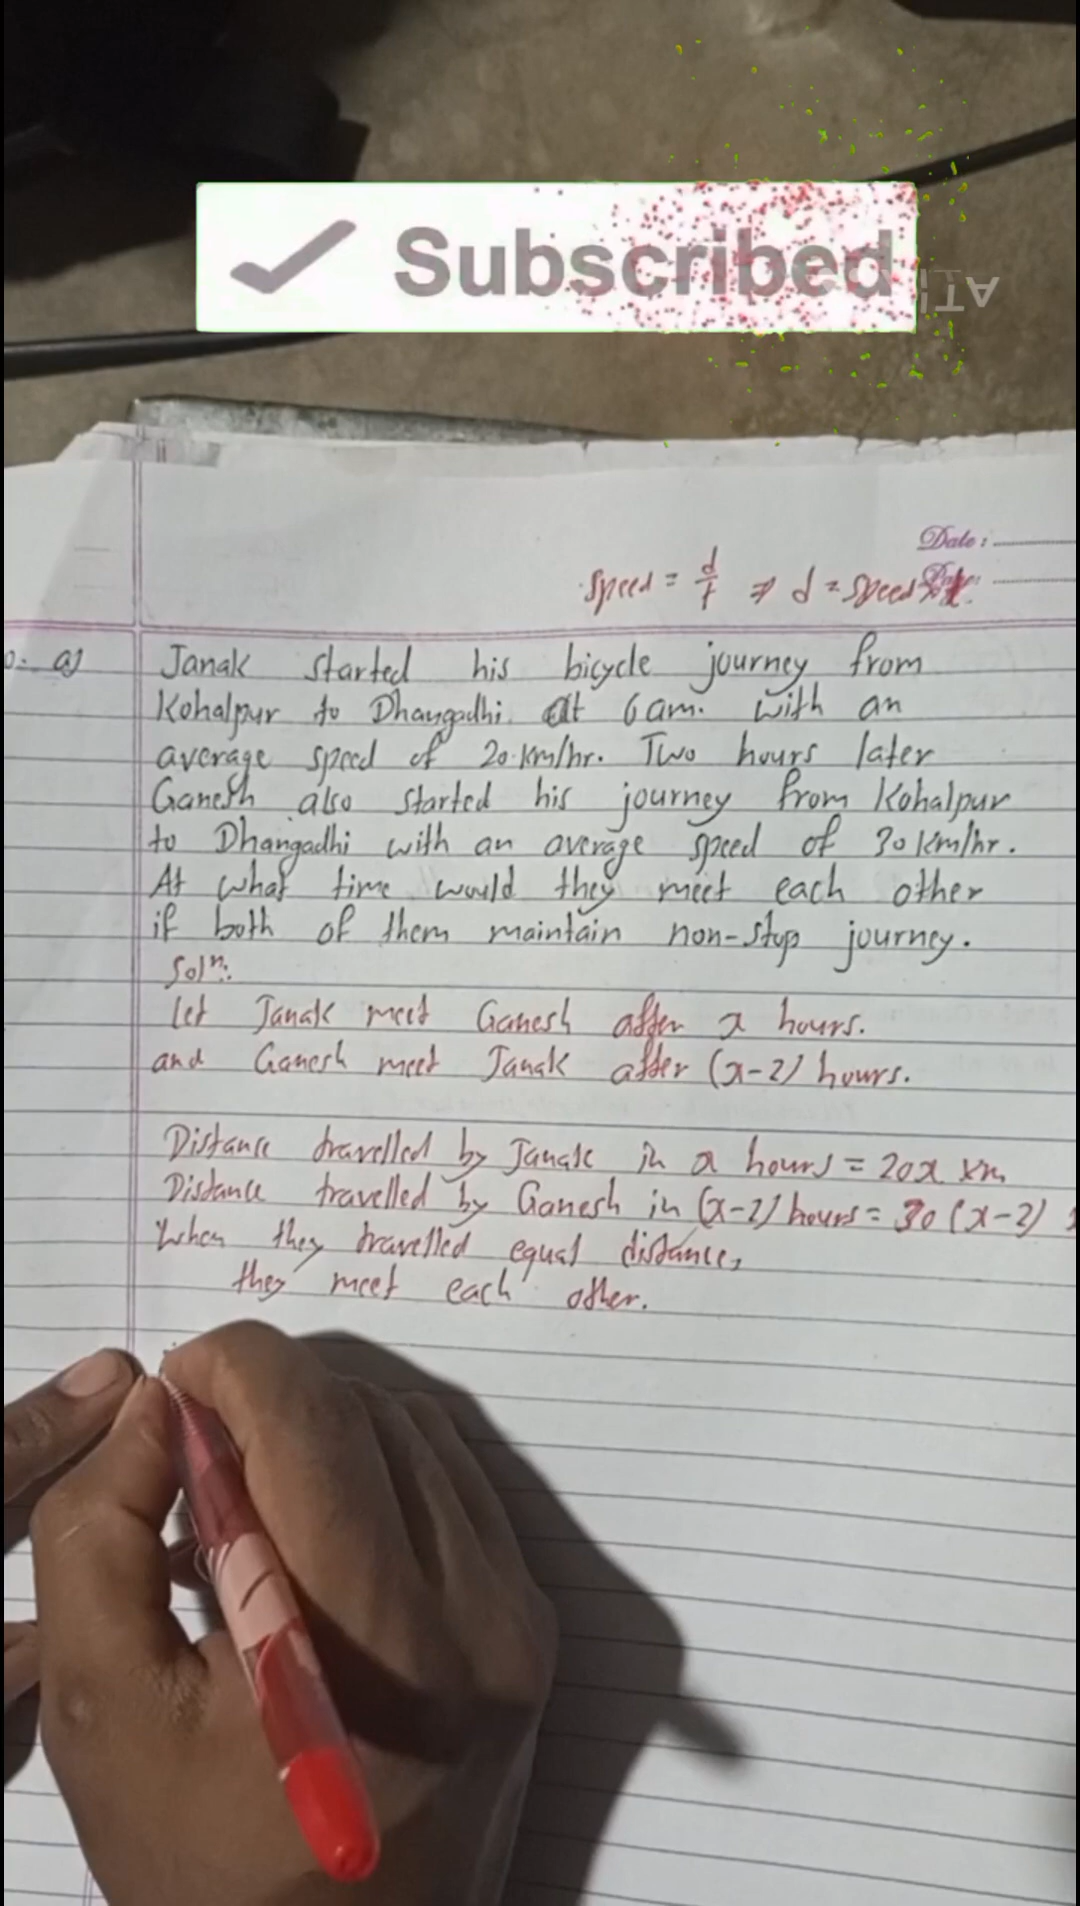 Subscribed
Date:
speed = d/t ⇒ d = speed × t
a) Janak started his bicycle journey from
Kohalpur to Dhangadhi at 6 am. with an
average speed of 20 km/hr. Two hours later
Ganesh also started his journey from Kohalpur
to Dhangadhi with an average speed of 30 km/hr.
At what time would they meet each other
if both of them maintain non-stop journey.
Solⁿ:
Let Janak meet Ganesh after x hours.
and Ganesh meet Janak after (x-2) hours.
Distance travelled by Janak in x hours = 20x km
Distance travelled by Ganesh in (x-2) hours = 30 (x-2)
When they travelled equal distance,
they meet each other.